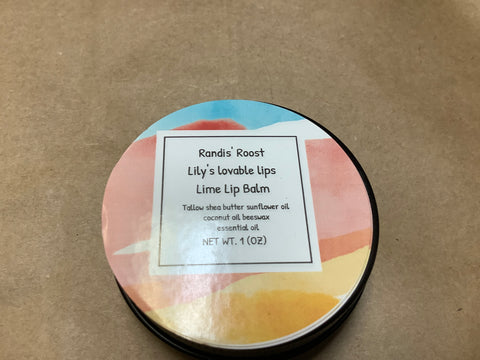 Randis' Roost
Lily's lovable lips
Lime Lip Balm
Tallow shea butter sunflower oil
coconut oil beeswax
essential oil
NET WT. 1 (OZ)